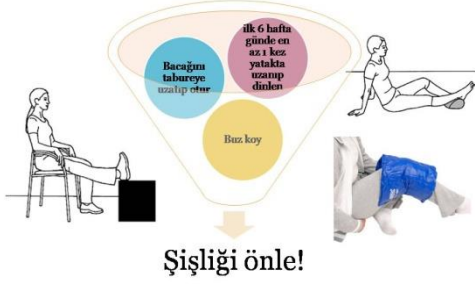 ilk 6 hafta
günde en
az 1 kez
yatakta
uzanıp
dinlen
Bacağını
tabureye
uzatıp otur
Buz koy
Şişliği önle!